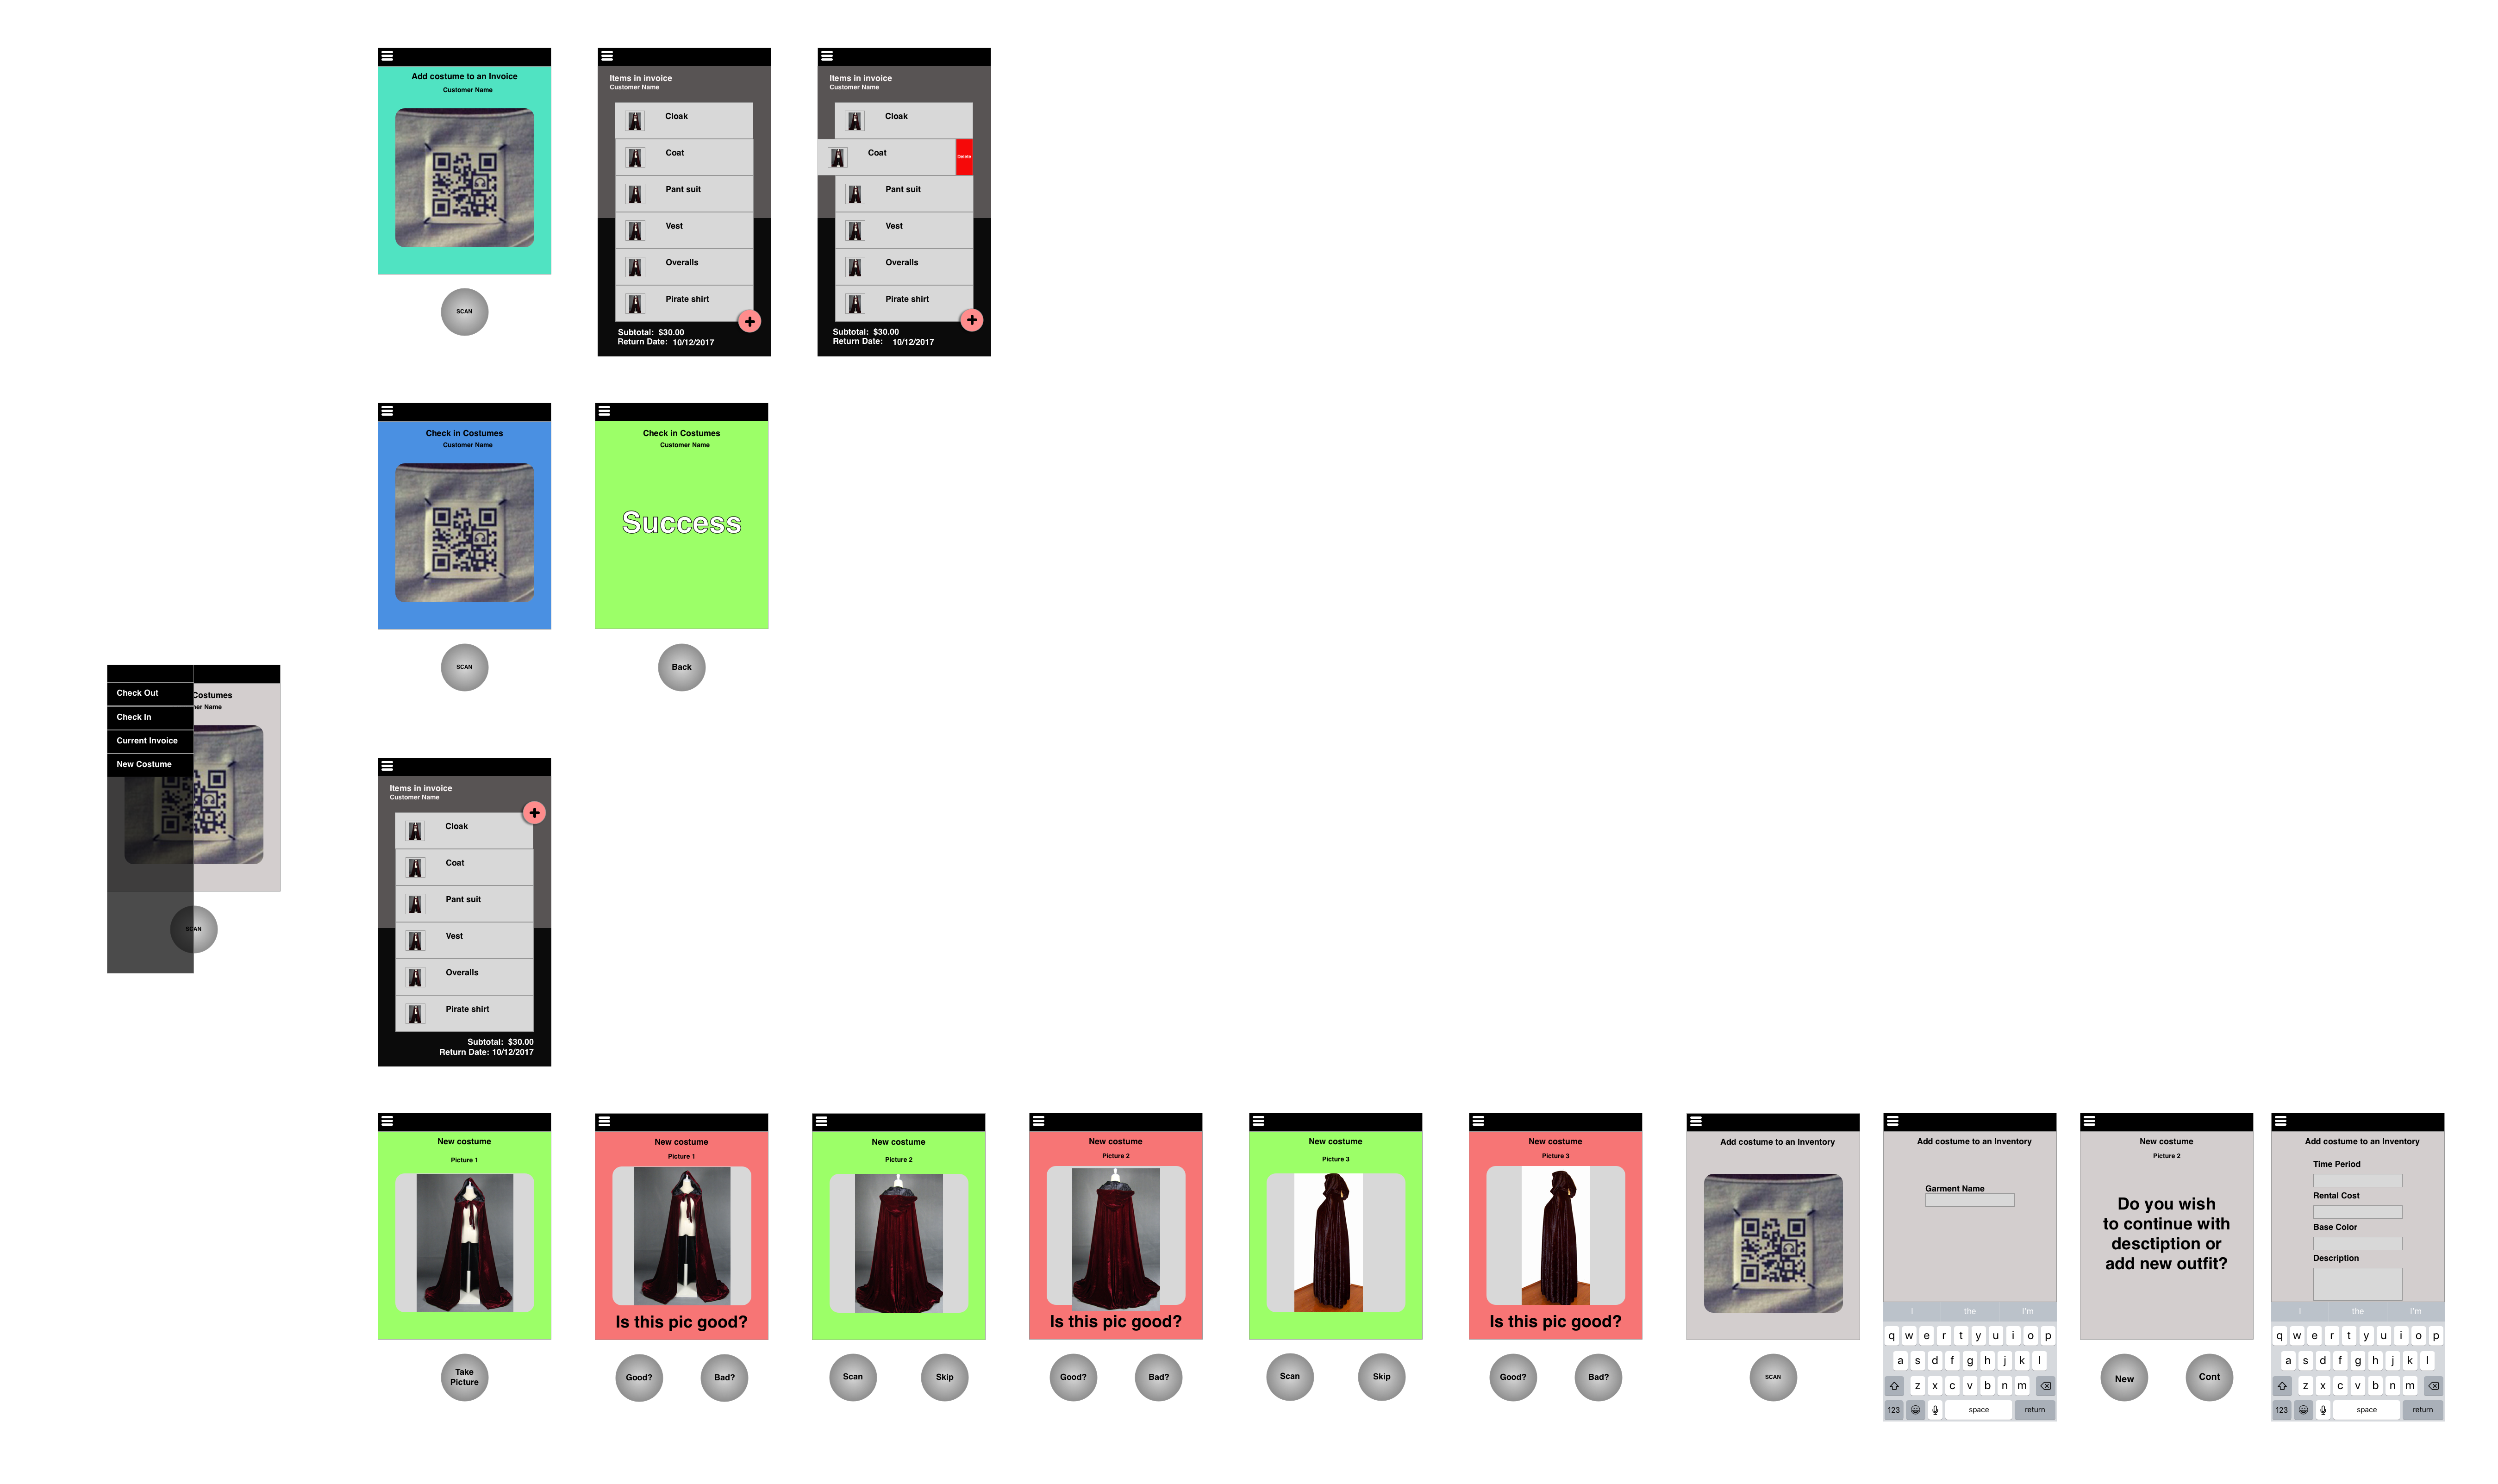 Add costume to an Invoice
Customer Name
SCAN
Items in invoice
Customer Name
Cloak
Coat
Pant suit
Vest
Overalls
Pirate shirt
Subtotal: $30.00
Return Date: 10/12/2017
Items in invoice
Customer Name
Cloak
Coat
Delete
Pant suit
Vest
Overalls
Pirate shirt
Subtotal: $30.00
Return Date: 10/12/2017
Check in Costumes
Customer Name
SCAN
Check in Costumes
Customer Name
Success
Back
Check Out
Check In
Current Invoice
New Costume
Costumes
er Name
SCAN
Items in invoice
Customer Name
Cloak
Coat
Pant suit
Vest
Overalls
Pirate shirt
Subtotal: $30.00
Return Date: 10/12/2017
New costume
Picture 1
Take
Picture
New costume
Picture 1
Is this pic good?
Good?
Bad?
New costume
Picture 2
Scan
Skip
New costume
Picture 2
Is this pic good?
Good?
Bad?
New costume
Picture 3
Scan
Skip
New costume
Picture 3
Is this pic good?
Good?
Bad?
Add costume to an Inventory
SCAN
Add costume to an Inventory
Garment Name
I the I'm
q w e r t y u i o p
a s d f g h j k l
z x c v b n m
123 space return
New costume
Picture 2
Do you wish
to continue with
desctiption or
add new outfit?
New
Cont
Add costume to an Inventory
Time Period
Rental Cost
Base Color
Description
I the I'm
q w e r t y u i o p
a s d f g h j k l
z x c v b n m
123 space return